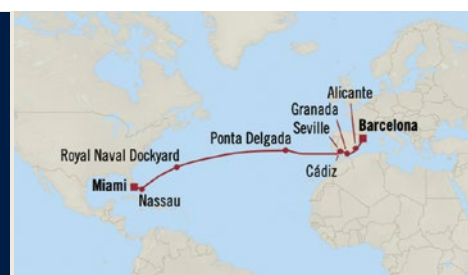 Alicante
Granada
Seville
Barcelona
Ponta Delgada
Cádiz
Royal Naval Dockyard
Miami
Nassau